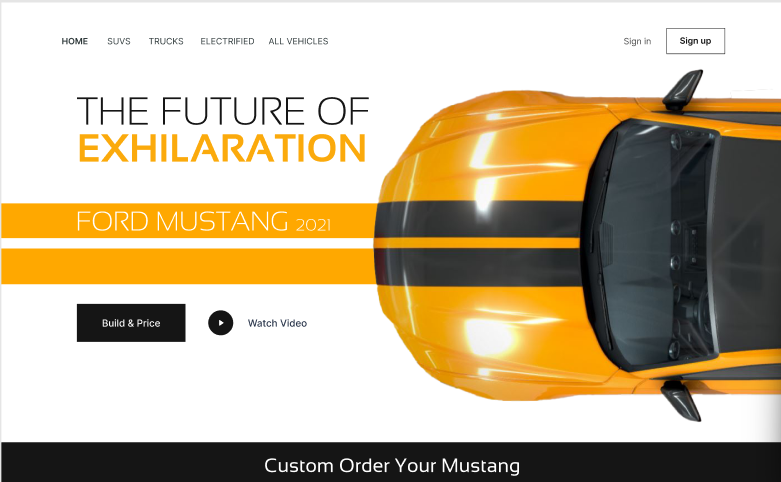 HOME SUVS TRUCKS ELECTRIFIED ALL VEHICLES Sign in Sign up
THE FUTURE OF
EXHILARATION
FORD MUSTANG 2021
Build & Price Watch Video
Custom Order Your Mustang